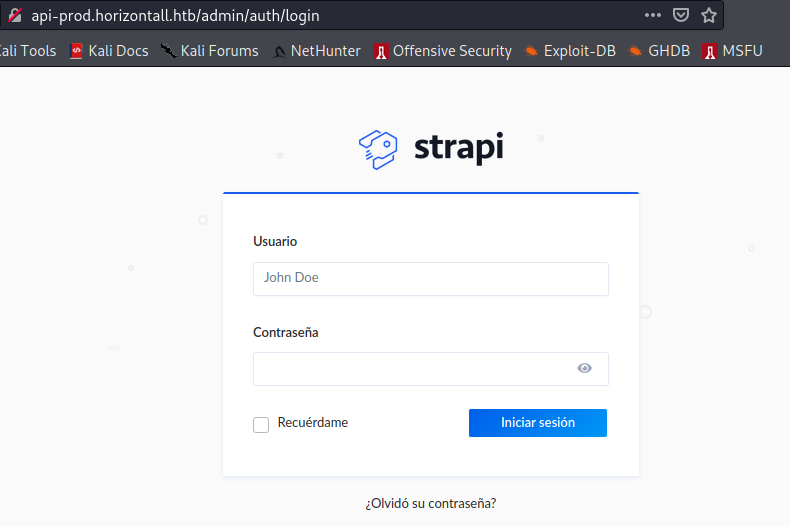 api-prod.horizontall.htb/admin/auth/login
ali Tools Kali Docs Kali Forums NetHunter Offensive Security Exploit-DB GHDB MSFU
strapi
Usuario
John Doe
Contraseña
Recuérdame Iniciar sesión
¿Olvidó su contraseña?